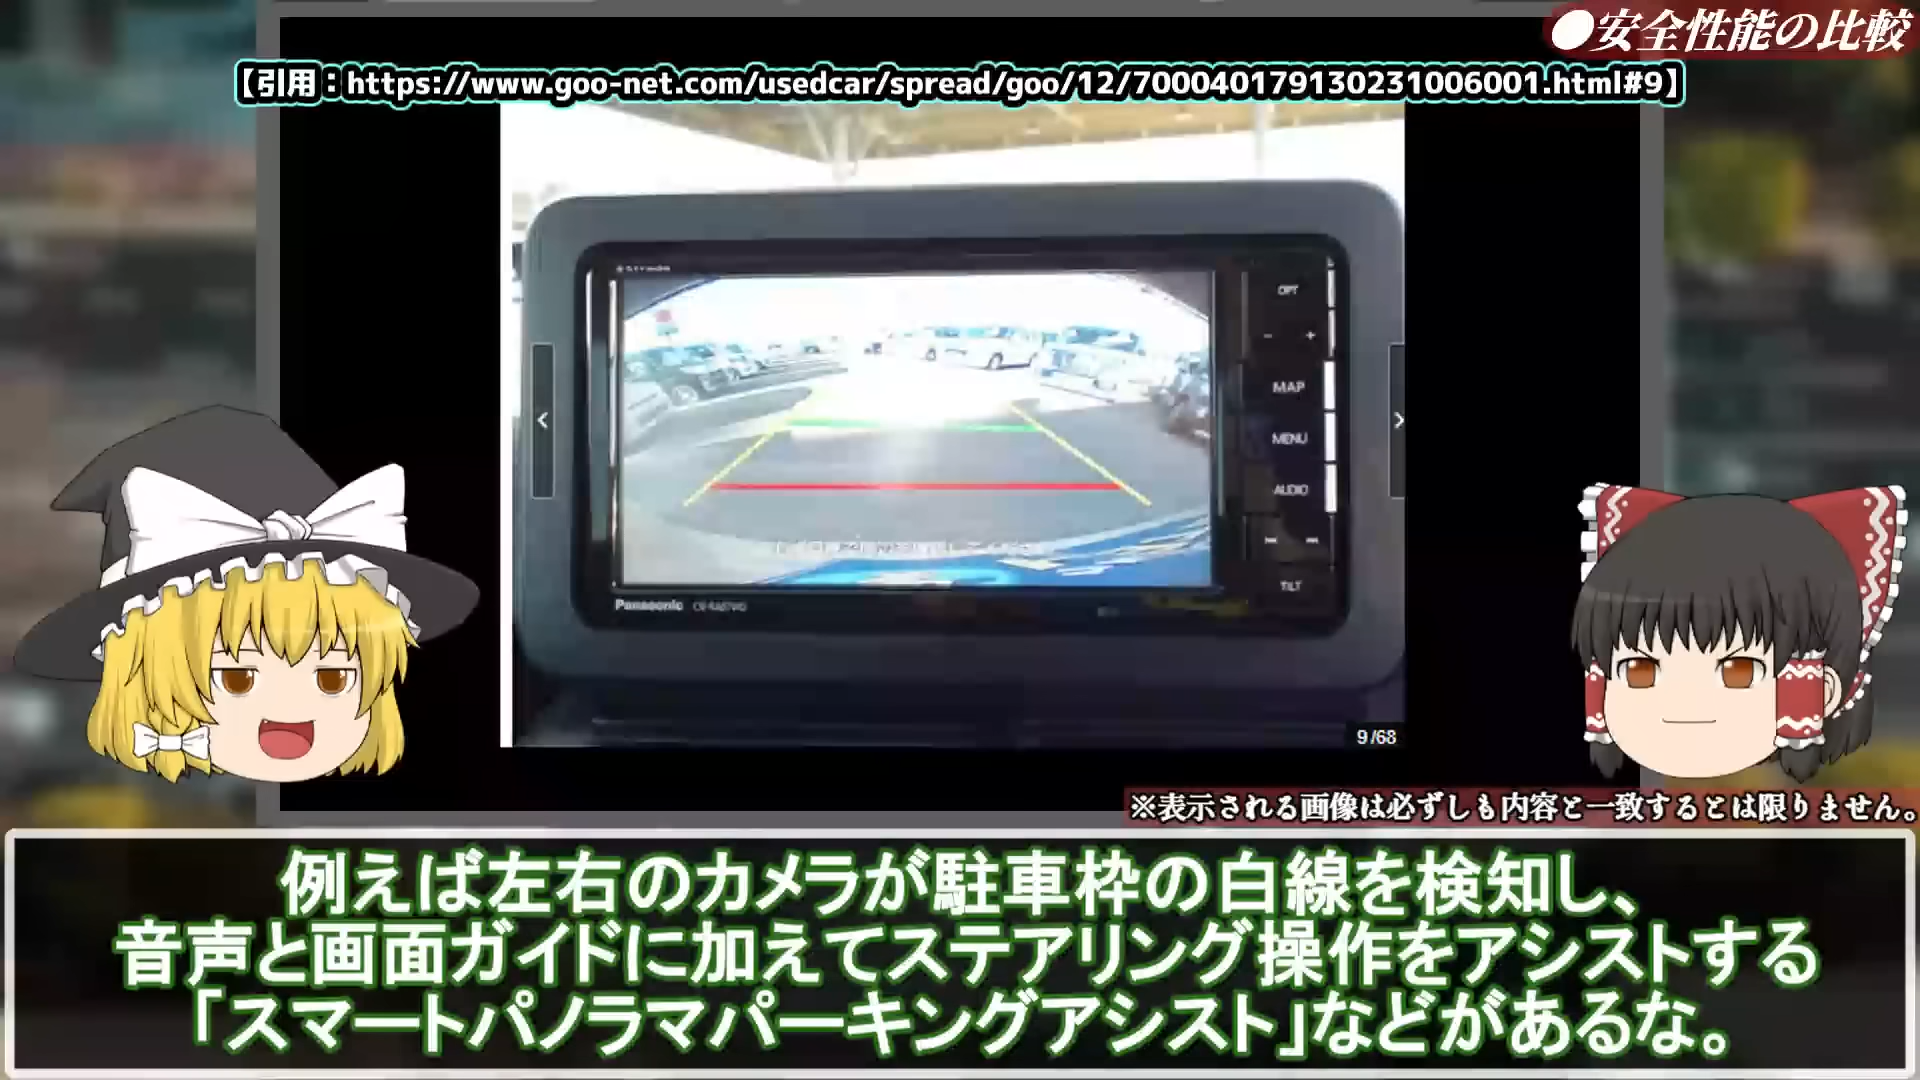 ●安全性能の比較
【引用：https://www.goo-net.com/usedcar/spread/goo/12/700040179130231006001.html#9】
OPT
- +
MAP
MENU
AUDIO
TILT
Panasonic
9/68
※表示される画像は必ずしも内容と一致するとは限りません。
例えば左右のカメラが駐車枠の白線を検知し、
音声と画面ガイドに加えてステアリング操作をアシストする
「スマートパノラマパーキングアシスト」などがあるな。